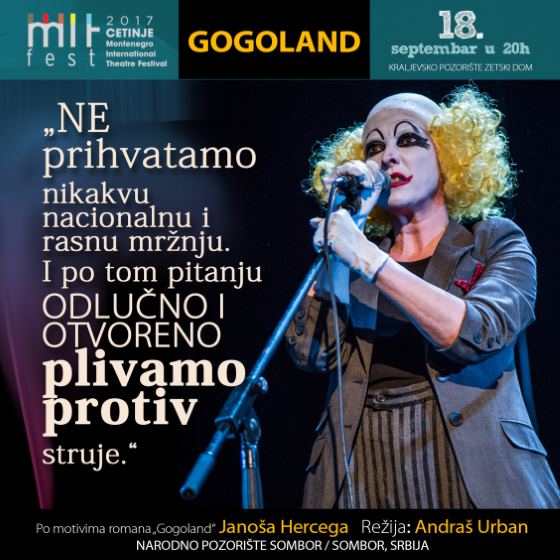 mit
fest
2017
CETINJE
Montenegro
International
Theatre Festival
GOGOLAND
18.
septembar u 20h
KRALJEVSKO POZORIŠTE ZETSKI DOM
„NE
prihvatamo
nikakvu
nacionalnu i
rasnu mržnju.
I po tom pitanju
ODLUČNO I
OTVORENO
plivamo
protiv
struje.“
Po motivima romana „Gogoland“ Janoša Hercega Režija: Andraš Urban
NARODNO POZORIŠTE SOMBOR / SOMBOR, SRBIJA